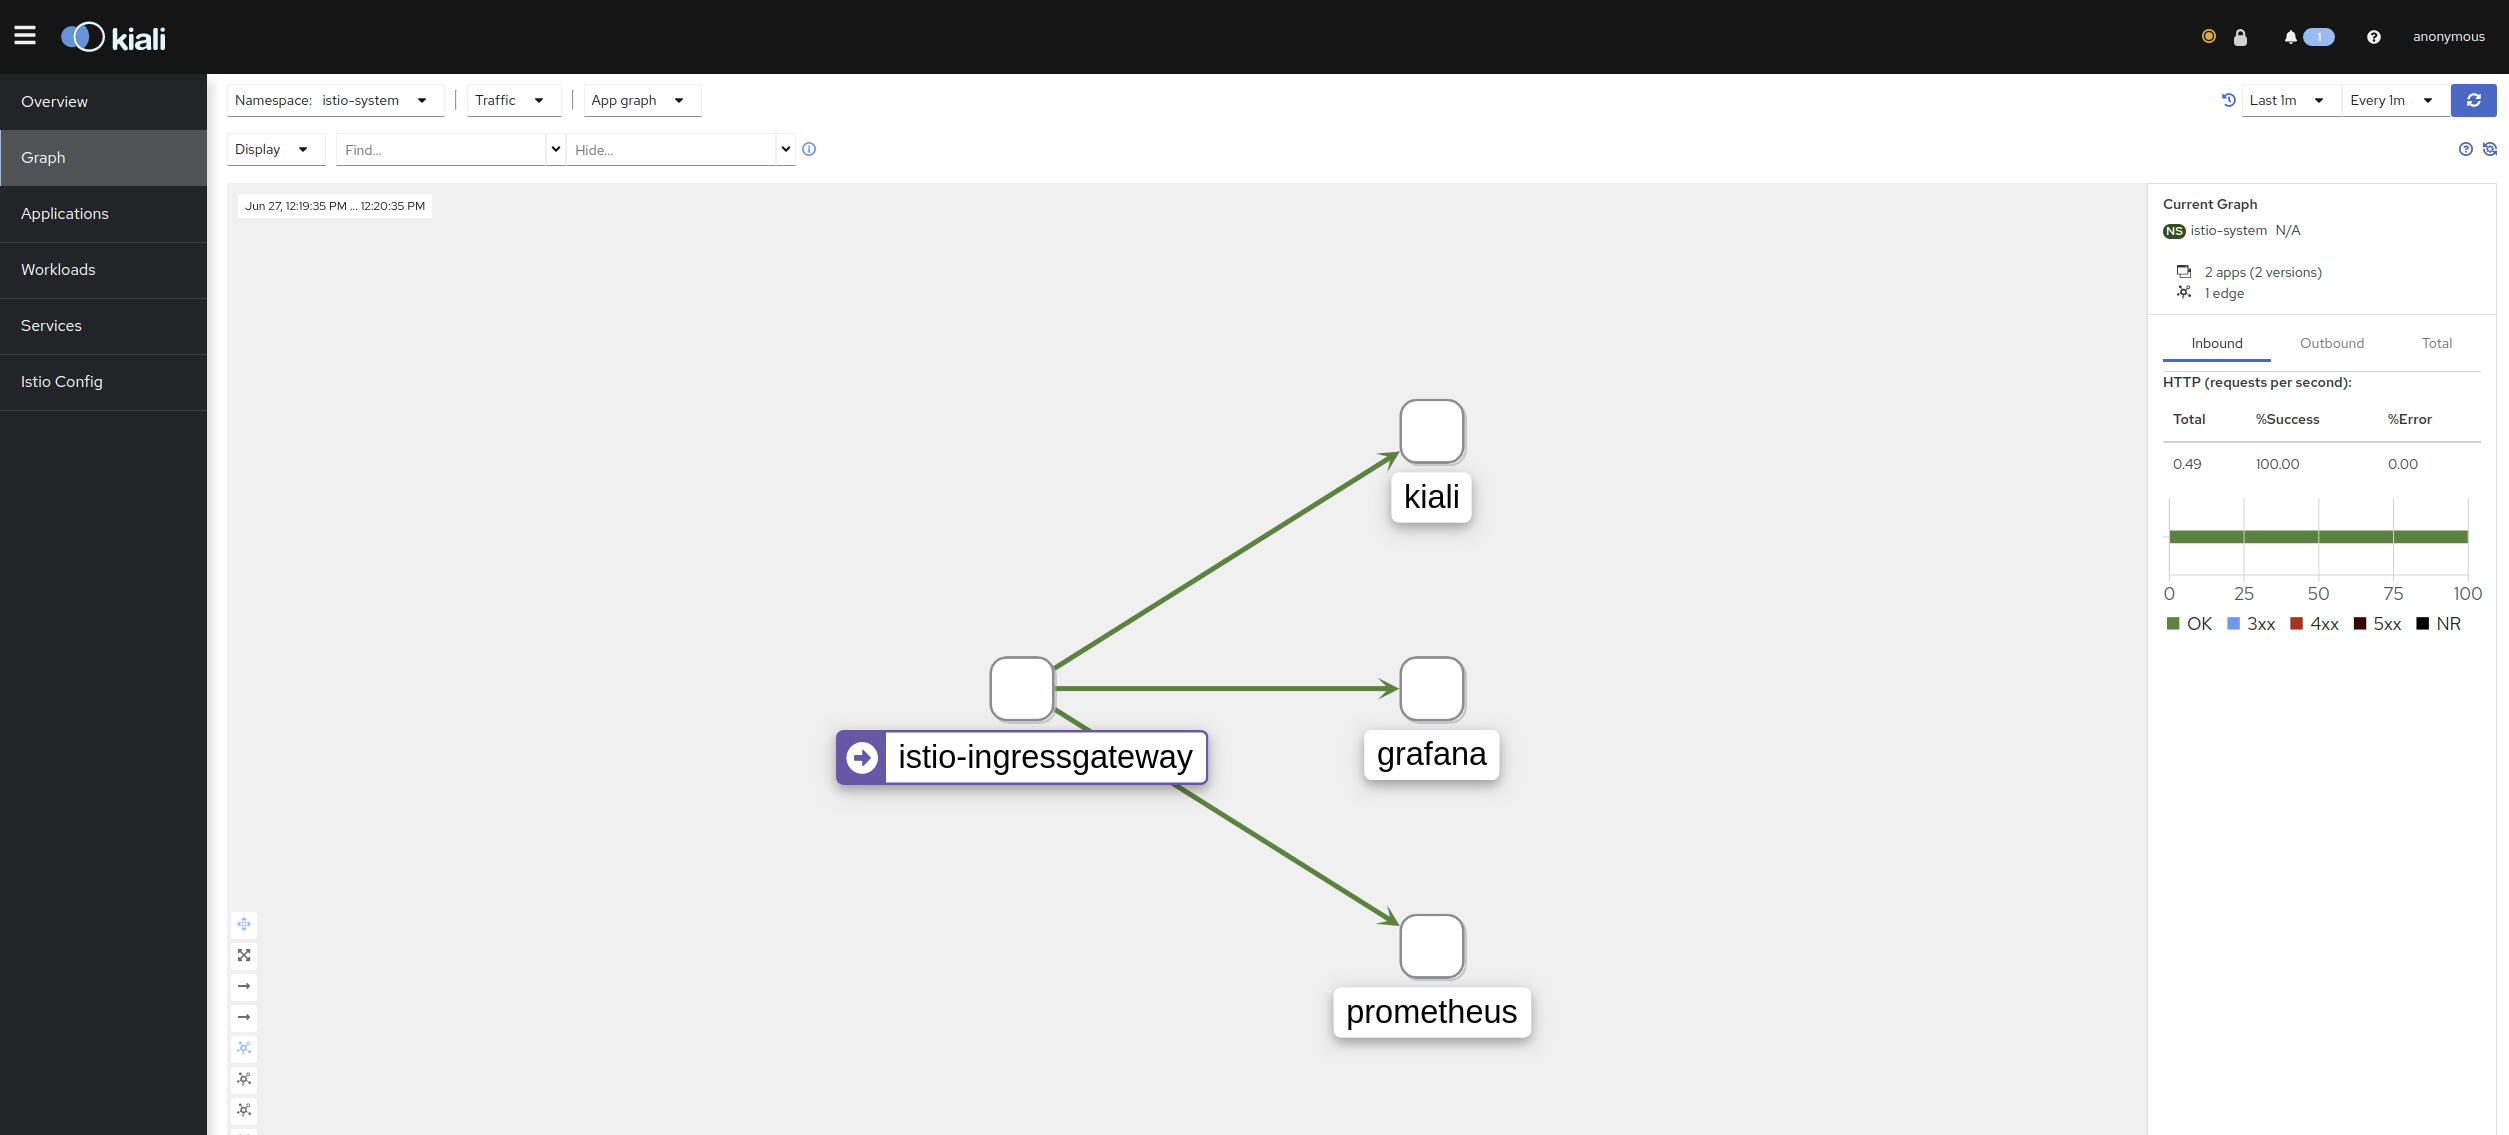 kiali
1
anonymous
Overview
Graph
Applications
Workloads
Services
Istio Config
Namespace: istio-system
Traffic
App graph
Last 1m
Every 1m
Display
Find...
Hide...
Jun 27, 12:19:35 PM ... 12:20:35 PM
kiali
istio-ingressgateway
grafana
prometheus
Current Graph
NS istio-system N/A
2 apps (2 versions)
1 edge
Inbound Outbound Total
HTTP (requests per second):
Total %Success %Error
0.49 100.00 0.00
0 25 50 75 100
OK 3xx 4xx 5xx NR